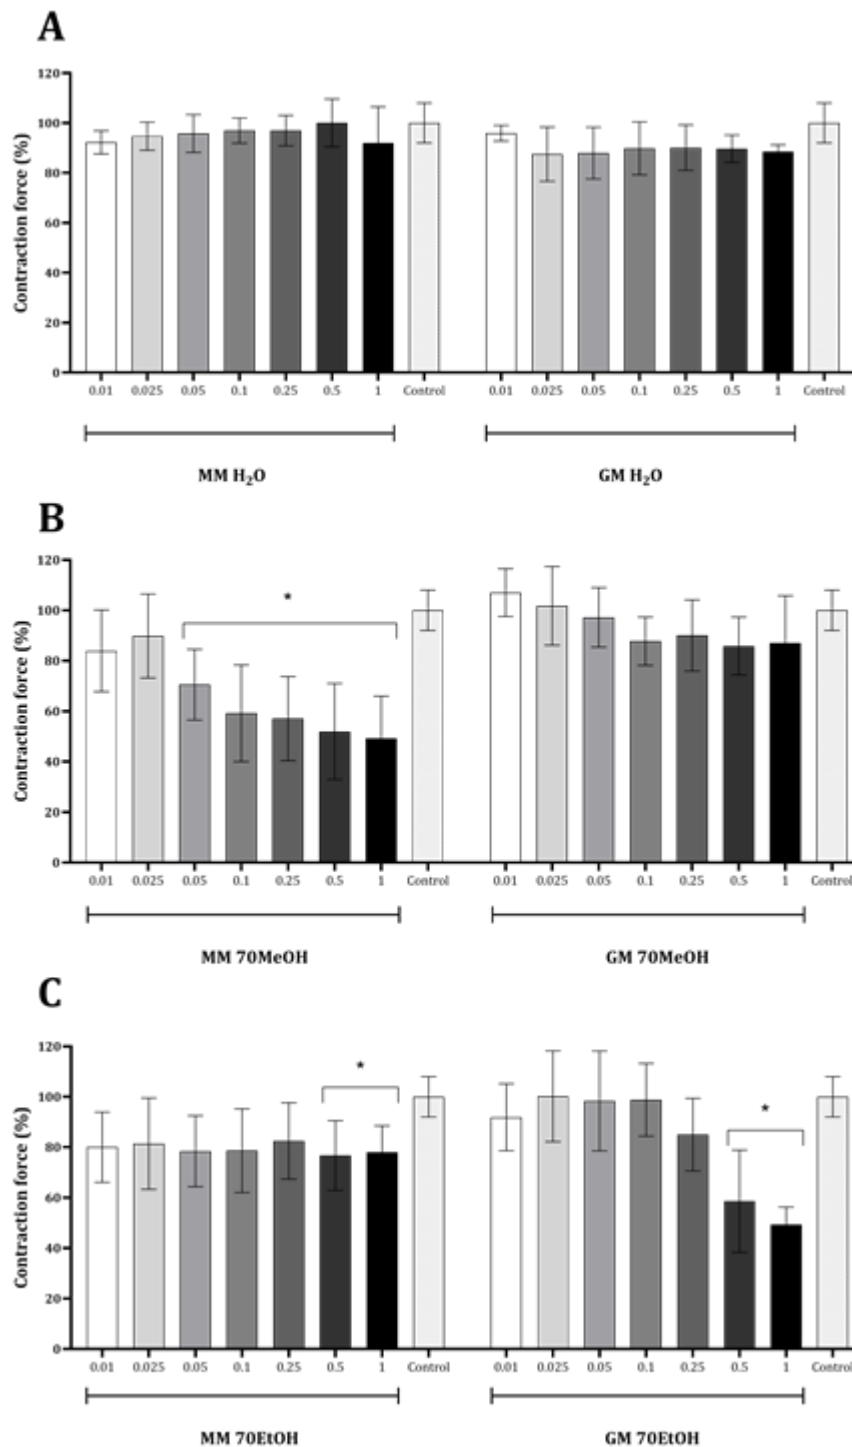 A
Contraction force (%)
120
100
80
60
40
20
0
0.01 0.025 0.05 0.1 0.25 0.5 1 Control 0.01 0.025 0.05 0.1 0.25 0.5 1 Control
MM H₂O GM H₂O
B
Contraction force (%)
120
100
80
60
40
20
0
*
0.01 0.025 0.05 0.1 0.25 0.5 1 Control 0.01 0.025 0.05 0.1 0.25 0.5 1 Control
MM 70MeOH GM 70MeOH
C
Contraction force (%)
120
100
80
60
40
20
0
* *
0.01 0.025 0.05 0.1 0.25 0.5 1 Control 0.01 0.025 0.05 0.1 0.25 0.5 1 Control
MM 70EtOH GM 70EtOH